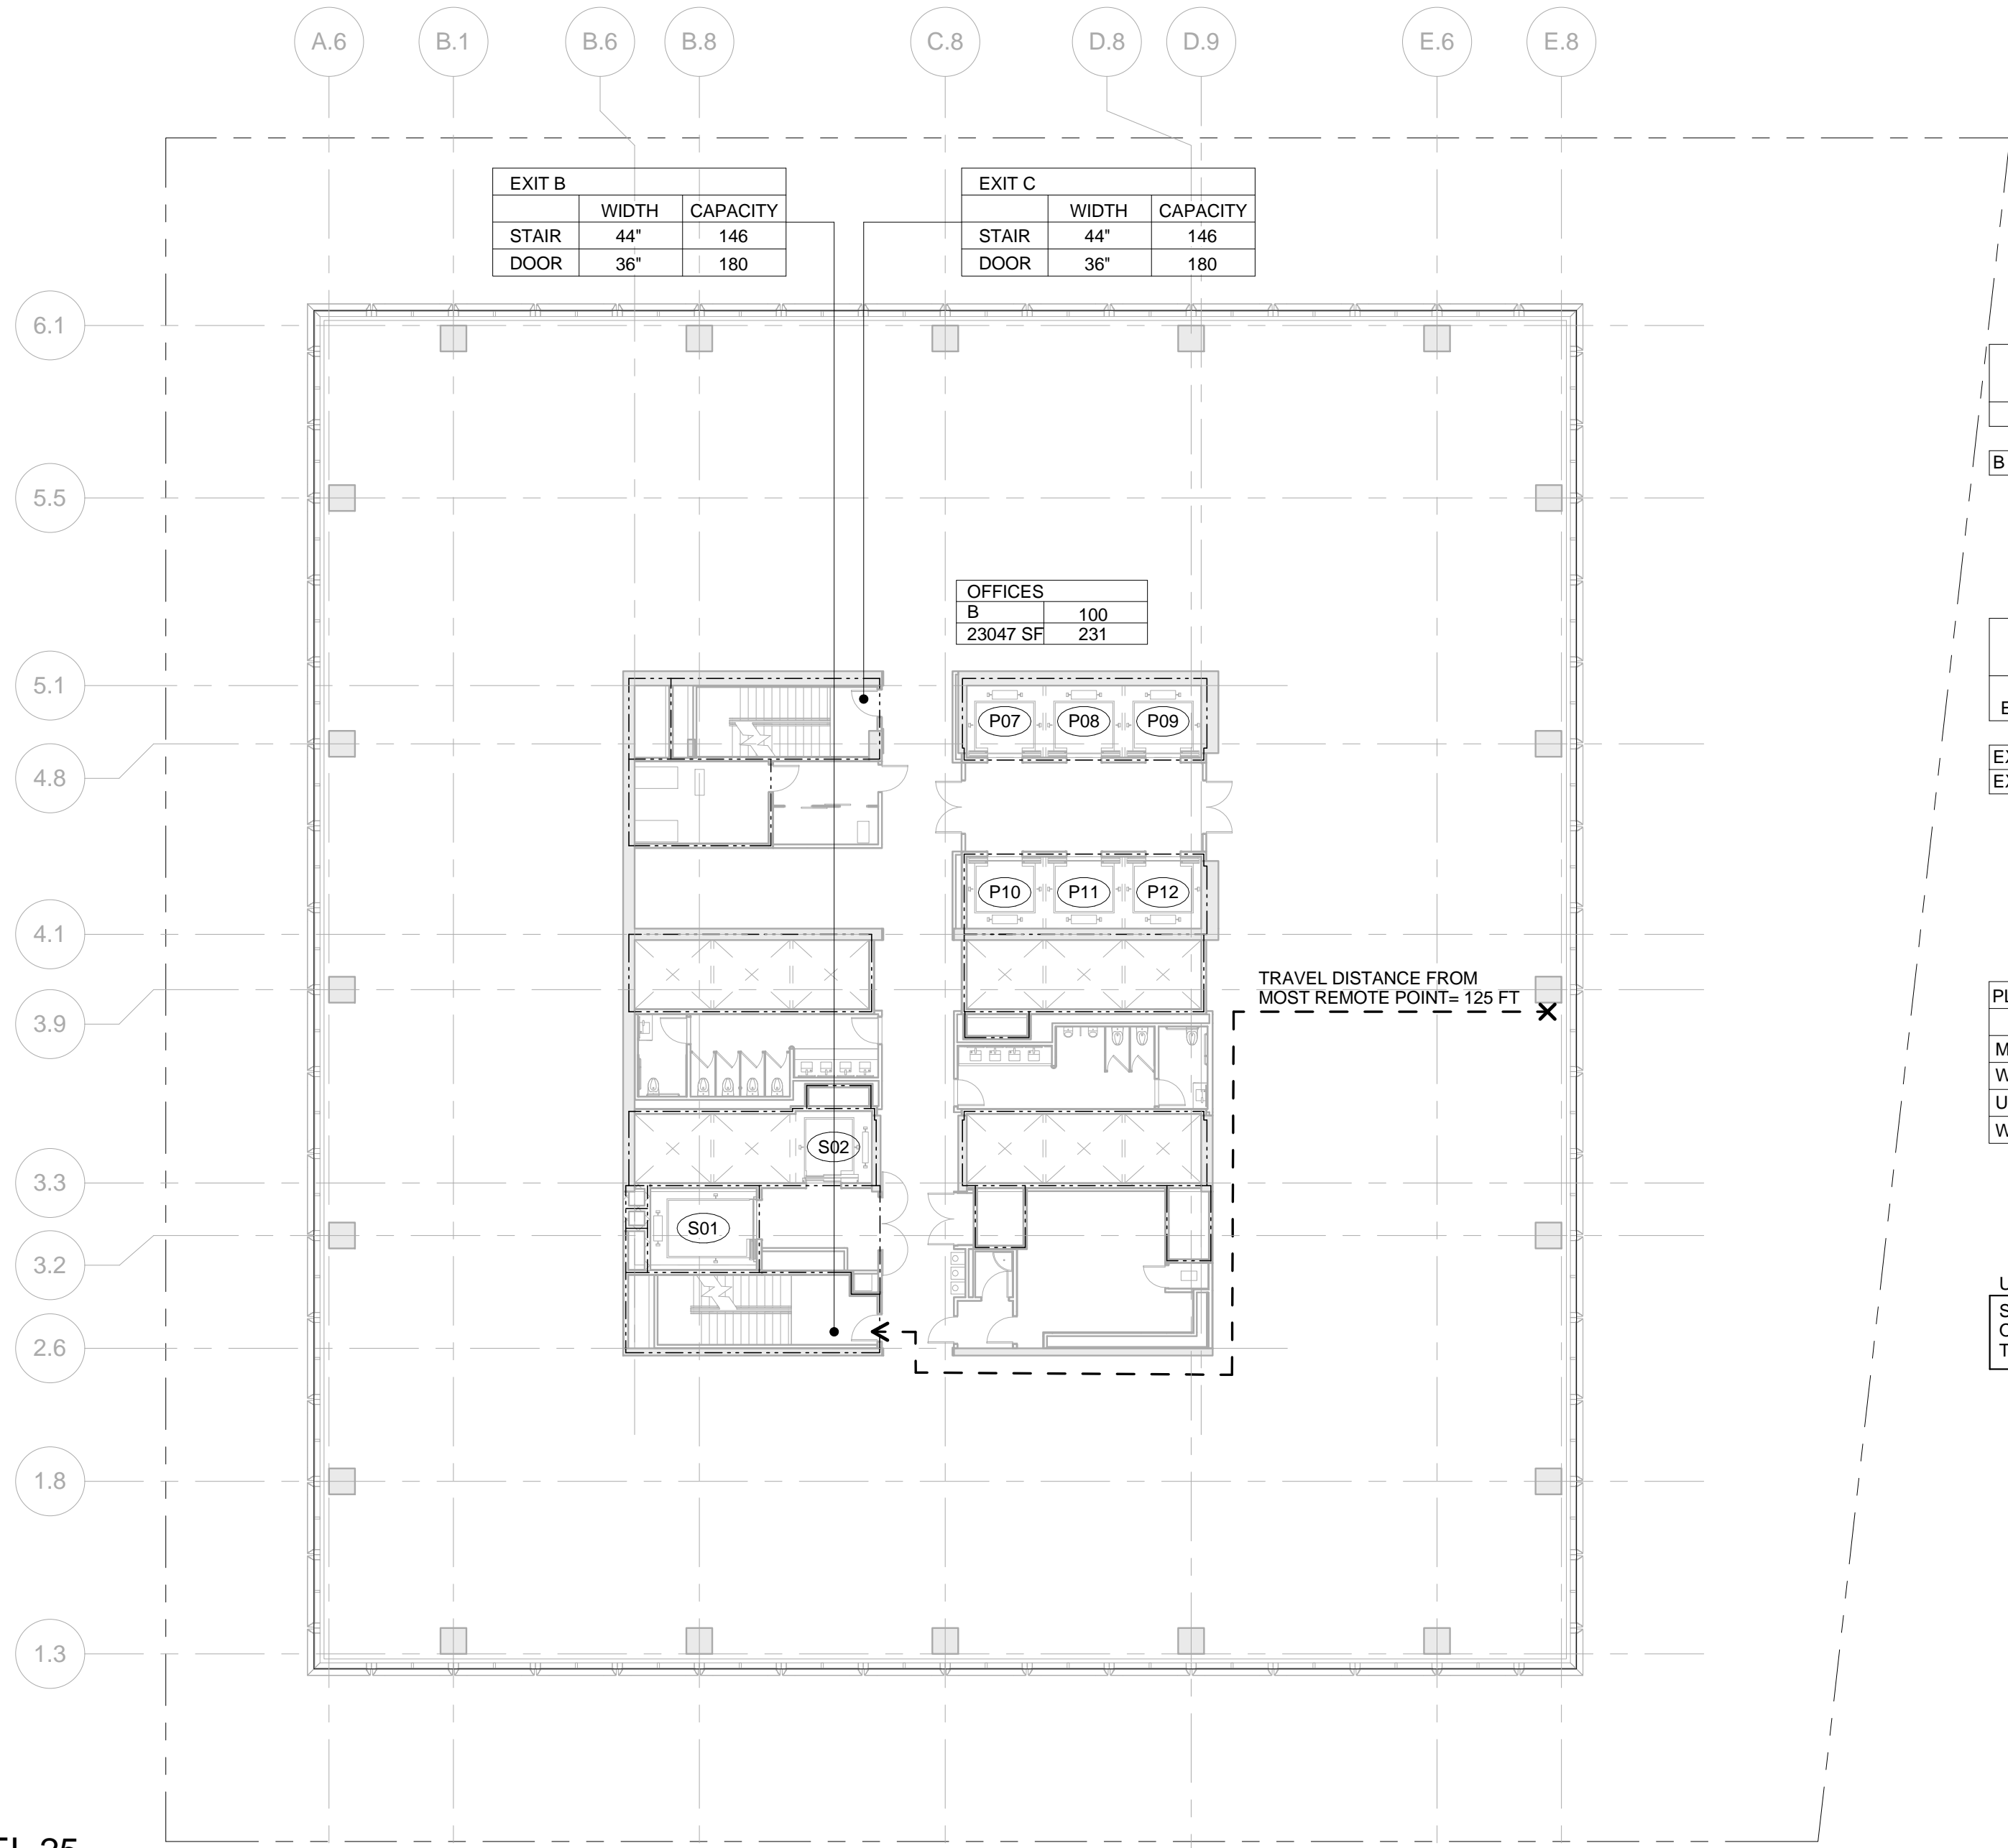 A.6 B.1 B.6 B.8 C.8 D.8 D.9 E.6 E.8
EXIT B
WIDTH CAPACITY
STAIR 44" 146
DOOR 36" 180
EXIT C
WIDTH CAPACITY
STAIR 44" 146
DOOR 36" 180
6.1
B
5.5
OFFICES
B 100
23047 SF 231
5.1
P07 P08 P09
4.8
P10 P11 P12
4.1
TRAVEL DISTANCE FROM
MOST REMOTE POINT= 125 FT
3.9
S02
3.3
S01
3.2
2.6
1.8
1.3
25